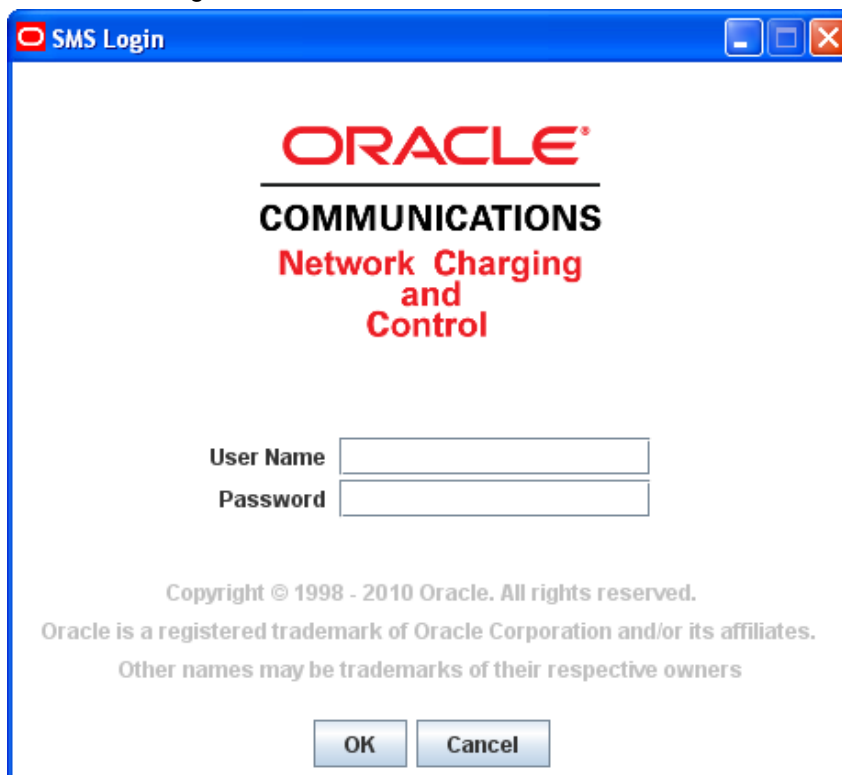 SMS Login
ORACLE®
COMMUNICATIONS
Network Charging
and
Control
User Name
Password
Copyright © 1998 - 2010 Oracle. All rights reserved.
Oracle is a registered trademark of Oracle Corporation and/or its affiliates.
Other names may be trademarks of their respective owners
OK Cancel